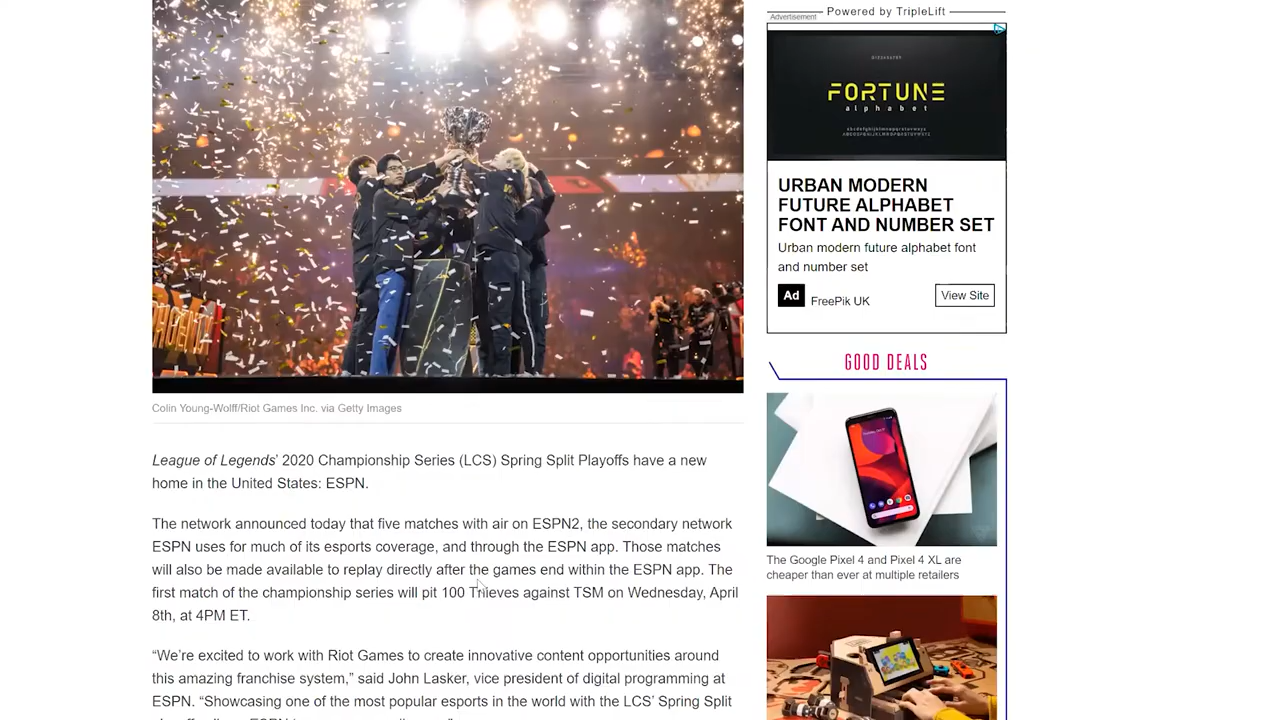 Powered by TripleLift
Advertisement
FORTUNE
alphabet
URBAN MODERN
FUTURE ALPHABET
FONT AND NUMBER SET
Urban modern future alphabet font
and number set
Ad FreePik UK View Site
GOOD DEALS
Colin Young-Wolff/Riot Games Inc. via Getty Images
League of Legends’ 2020 Championship Series (LCS) Spring Split Playoffs have a new
home in the United States: ESPN.
The network announced today that five matches with air on ESPN2, the secondary network
ESPN uses for much of its esports coverage, and through the ESPN app. Those matches
will also be made available to replay directly after the games end within the ESPN app. The
first match of the championship series will pit 100 Thieves against TSM on Wednesday, April
8th, at 4PM ET.
“We’re excited to work with Riot Games to create innovative content opportunities around
this amazing franchise system,” said John Lasker, vice president of digital programming at
ESPN. “Showcasing one of the most popular esports in the world with the LCS’ Spring Split
The Google Pixel 4 and Pixel 4 XL are
cheaper than ever at multiple retailers